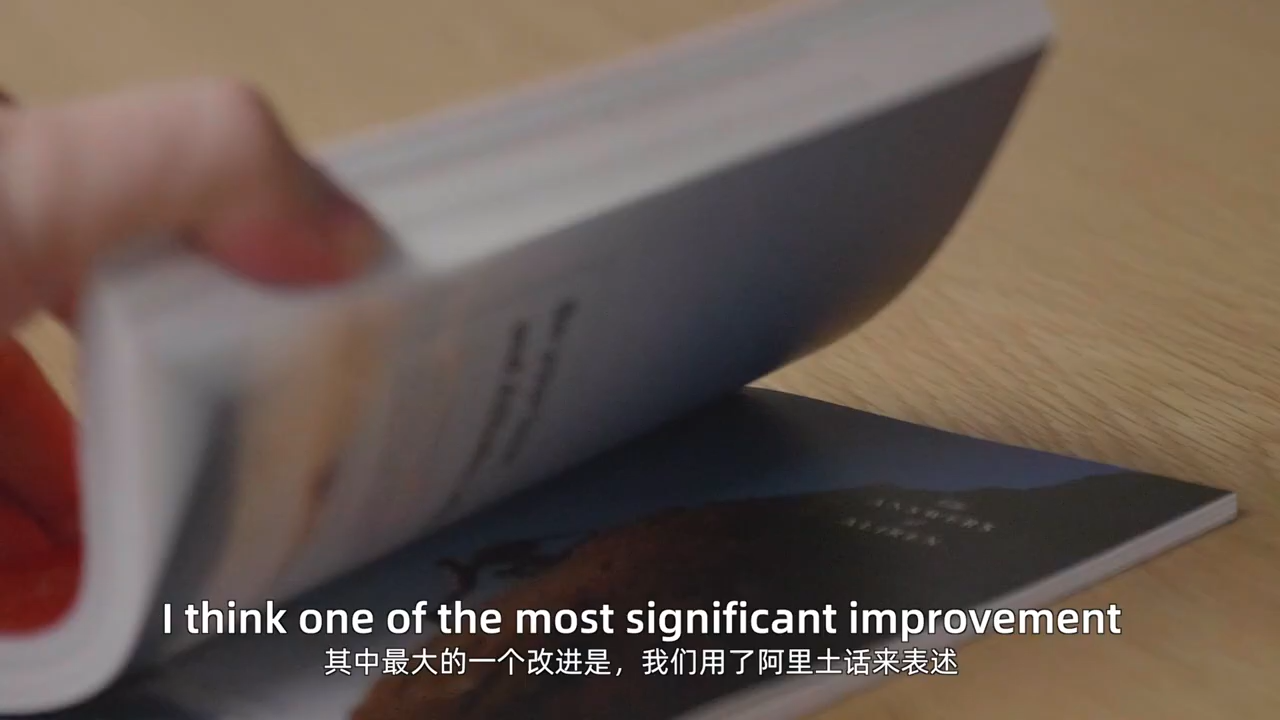 ANSWERS
I think one of the most significant improvement
其中最大的一个改进是，我们用了阿里土话来表述